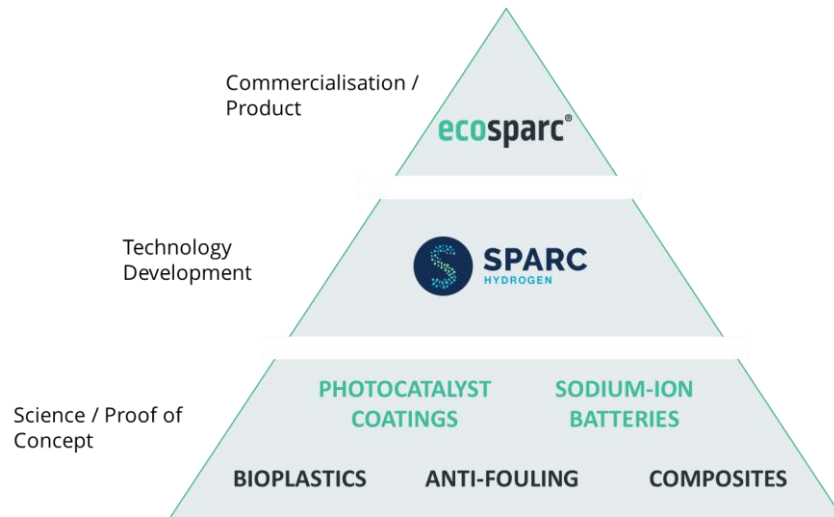 Commercialisation /
Product
ecosparc®
Technology
Development
SPARC
HYDROGEN
Science / Proof of
Concept
PHOTOCATALYST
COATINGS
SODIUM-ION
BATTERIES
BIOPLASTICS
ANTI-FOULING
COMPOSITES